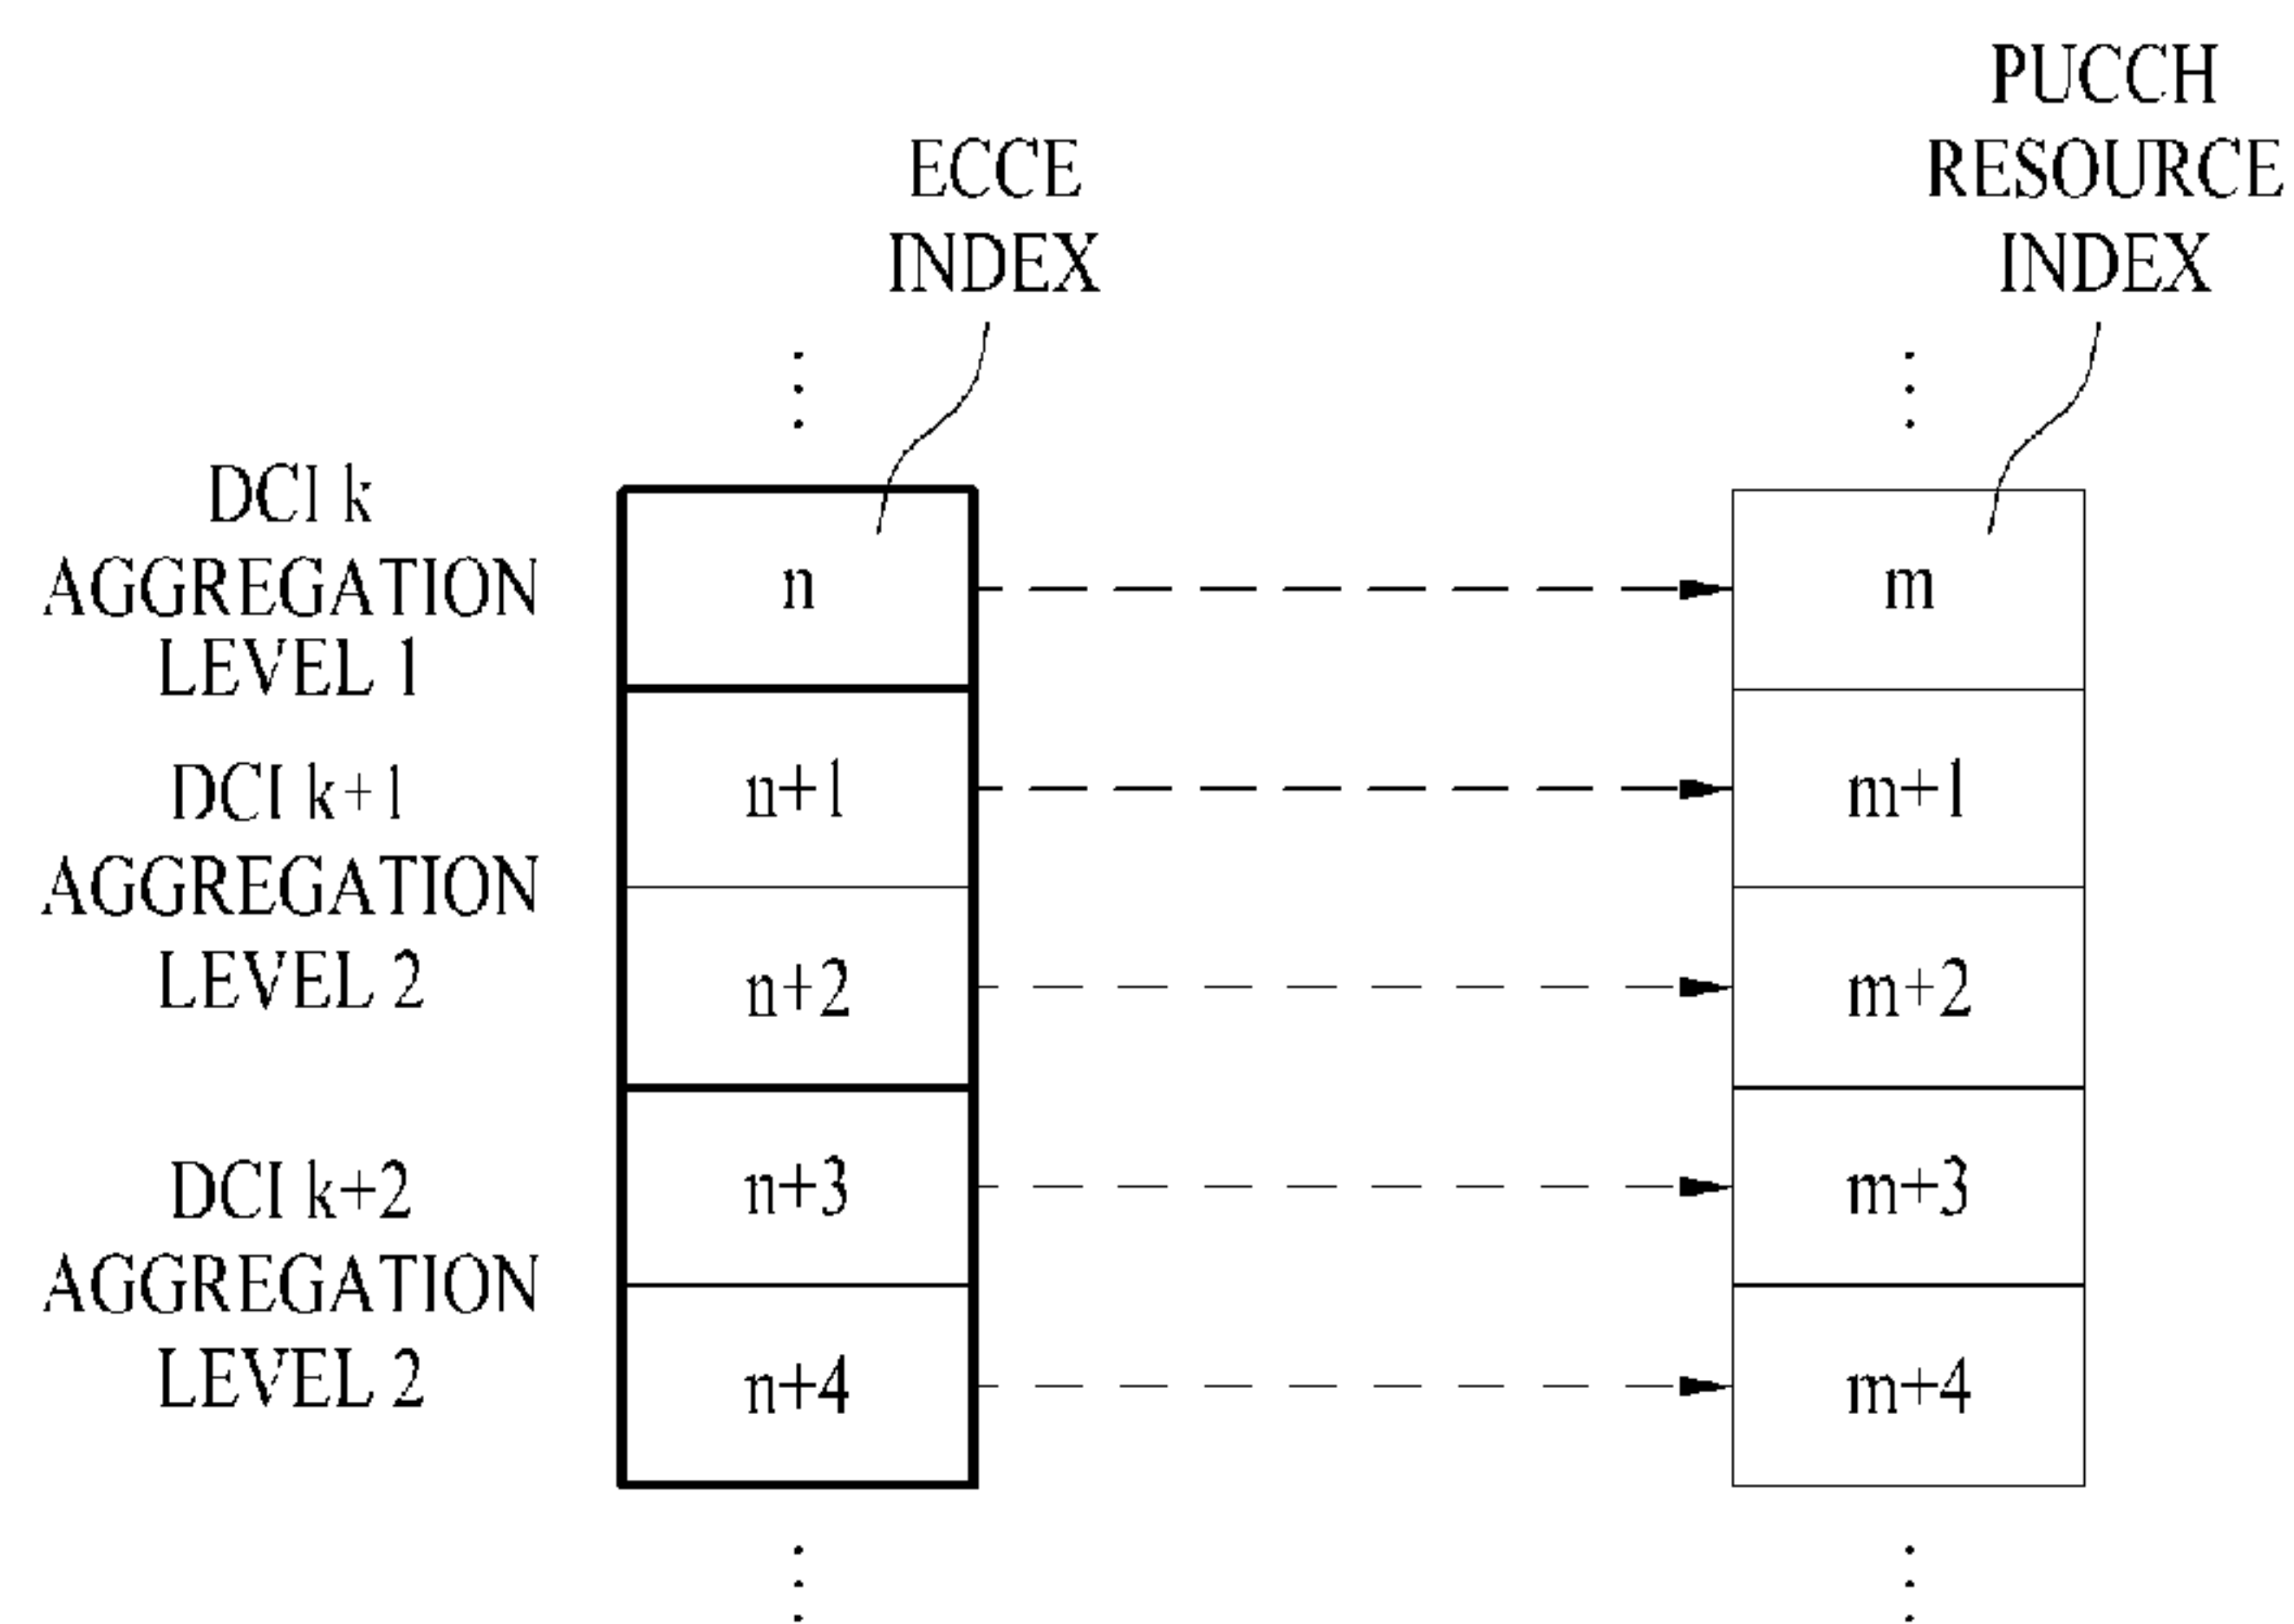 PUCCH
RESOURCE
INDEX
ECCE
INDEX
DCI k
AGGREGATION
LEVEL 1
DCI k+1
AGGREGATION
LEVEL 2
DCI k+2
AGGREGATION
LEVEL 2
n
n+1
n+2
n+3
n+4
m
m+1
m+2
m+3
m+4